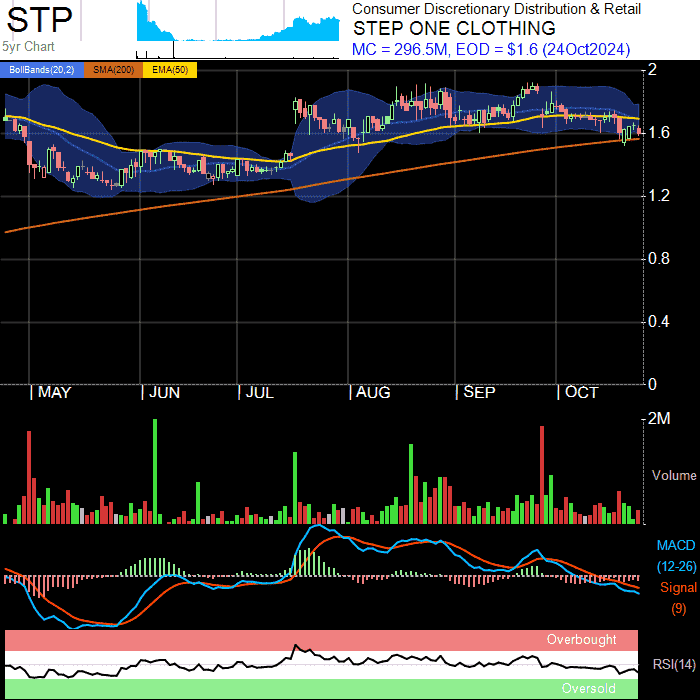 STP
5yr Chart
Consumer Discretionary Distribution & Retail
STEP ONE CLOTHING
MC = 296.5M, EOD = $1.6 (24Oct2024)
BollBands(20,2) SMA(200) EMA(50)
2
1.6
1.2
0.8
0.4
0
MAY JUN JUL AUG SEP OCT
2M
Volume
MACD
(12-26)
Signal
(9)
Overbought
RSI(14)
Oversold